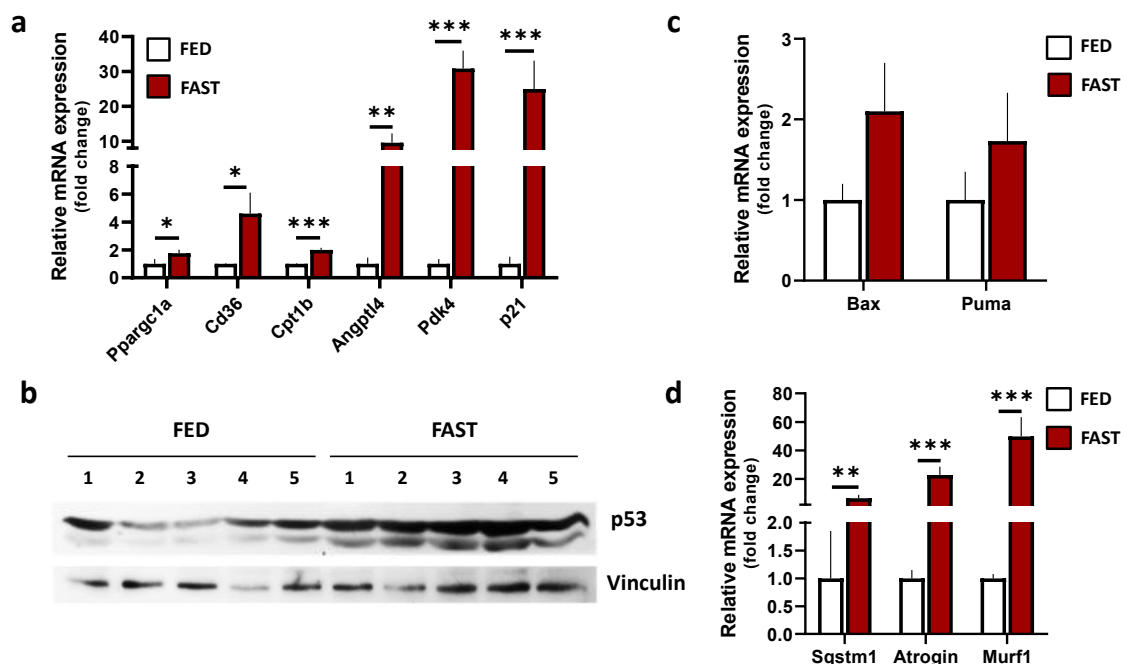 a
Relative mRNA expression
(fold change)
40
30
20
10
8
6
4
2
0
FED
FAST
*
*
***
**
***
***
Ppargc1a
Cd36
Cpt1b
Angptl4
Pdk4
p21
c
Relative mRNA expression
(fold change)
3
2
1
0
FED
FAST
Bax
Puma
b
FED FAST
1 2 3 4 5 1 2 3 4 5
p53
Vinculin
d
Relative mRNA expression
(fold change)
80
60
40
20
2.0
1.5
1.0
0.5
0.0
FED
FAST
**
***
***
Sqstm1
Atrogin
Murf1